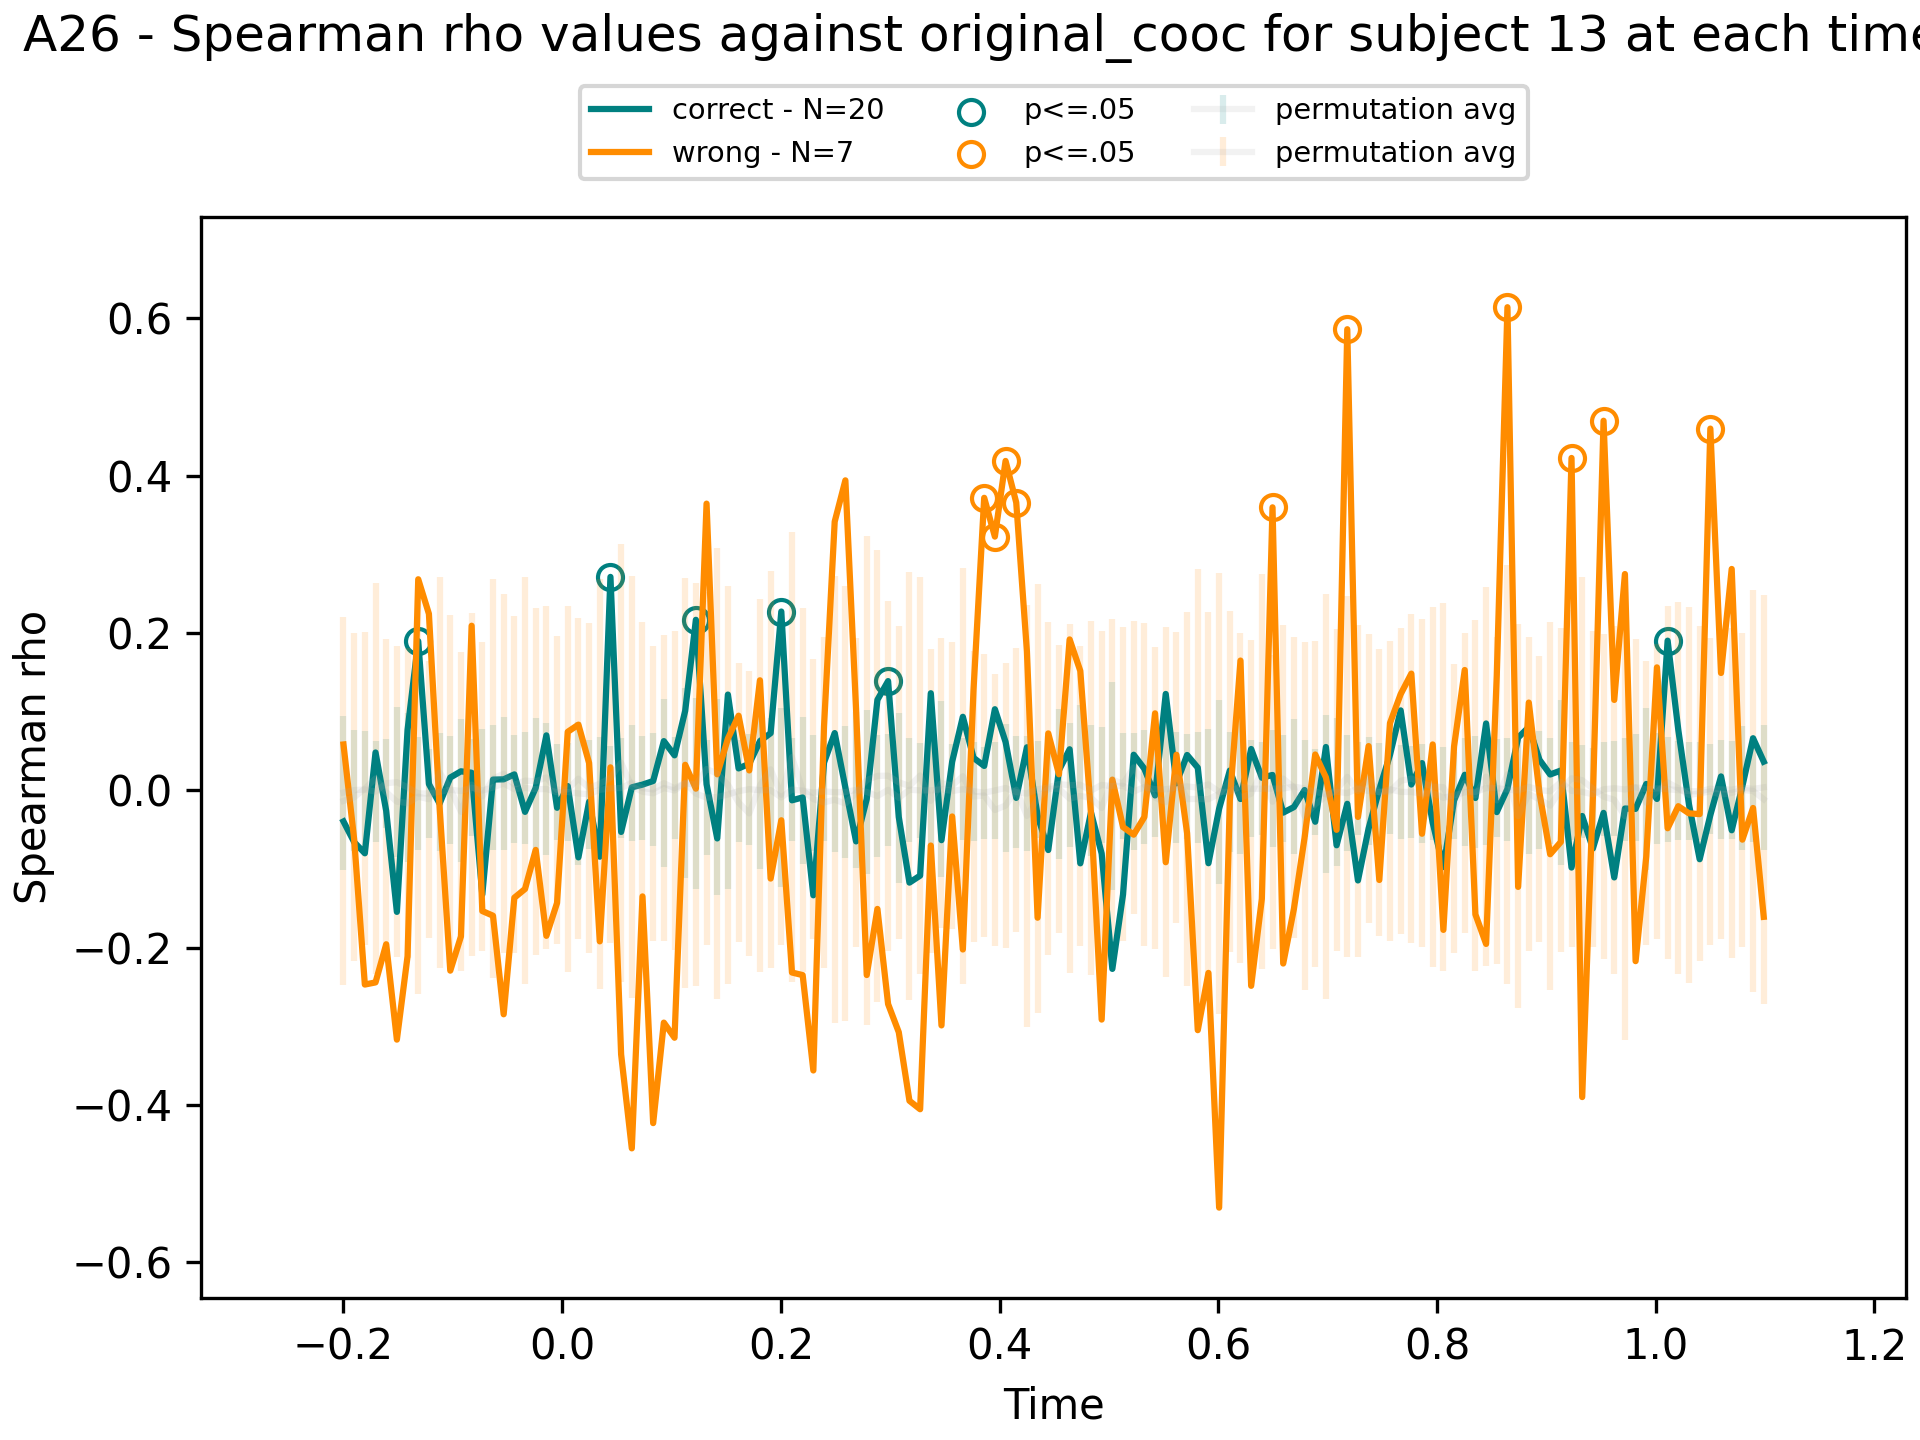 A26 - Spearman rho values against original_cooc for subject 13 at each time
correct - N=20
wrong - N=7
p<=.05
p<=.05
permutation avg
permutation avg
Spearman rho
0.6
0.4
0.2
0.0
−0.2
−0.4
−0.6
−0.2
0.0
0.2
0.4
0.6
0.8
1.0
1.2
Time